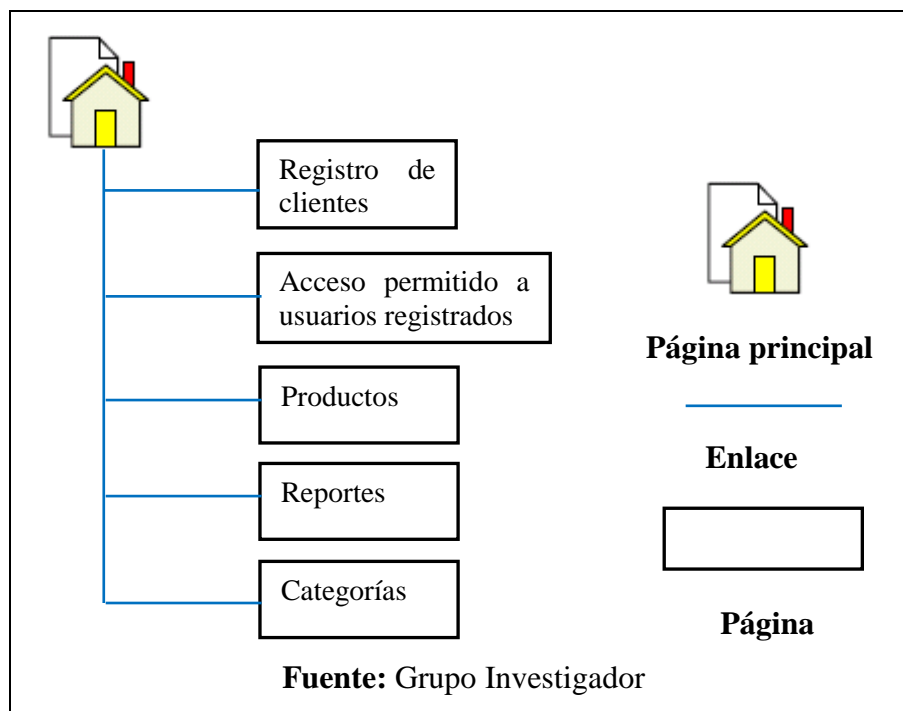 Registro de
clientes
Acceso permitido a
usuarios registrados
Productos
Reportes
Categorías
Página principal
Enlace
Página
Fuente: Grupo Investigador